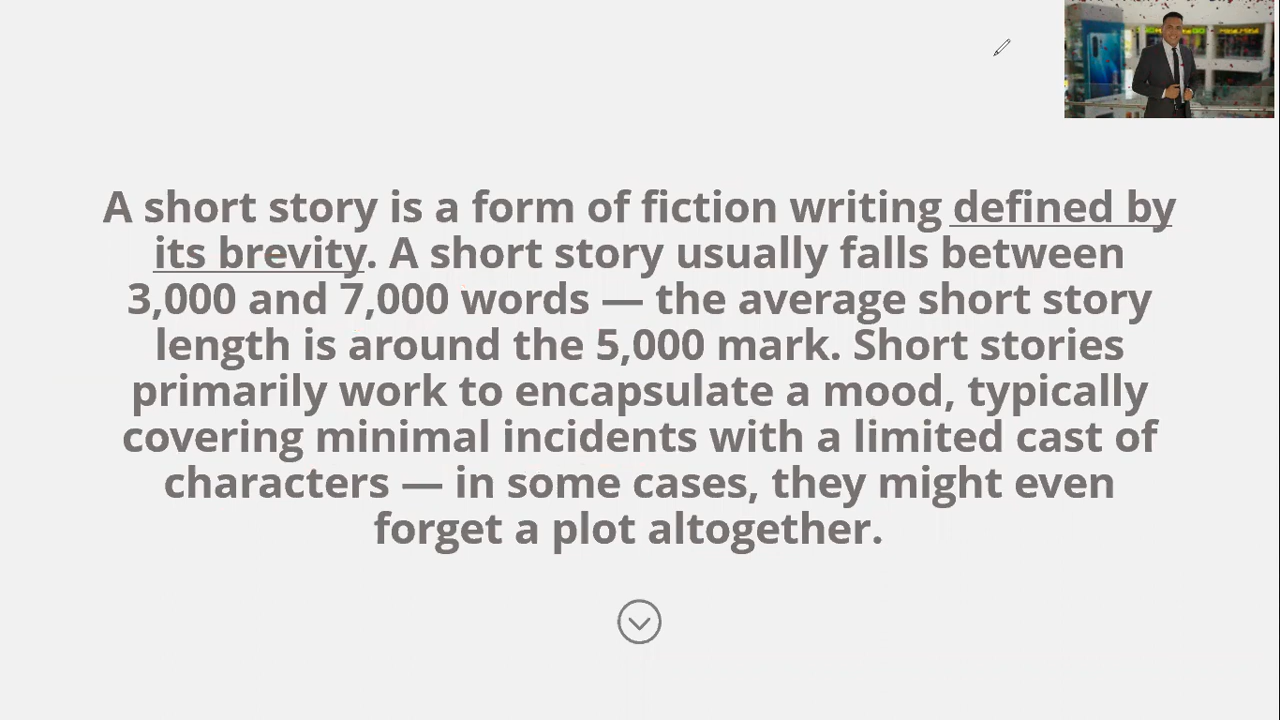 A short story is a form of fiction writing defined by
its brevity. A short story usually falls between
3,000 and 7,000 words — the average short story
length is around the 5,000 mark. Short stories
primarily work to encapsulate a mood, typically
covering minimal incidents with a limited cast of
characters — in some cases, they might even
forget a plot altogether.